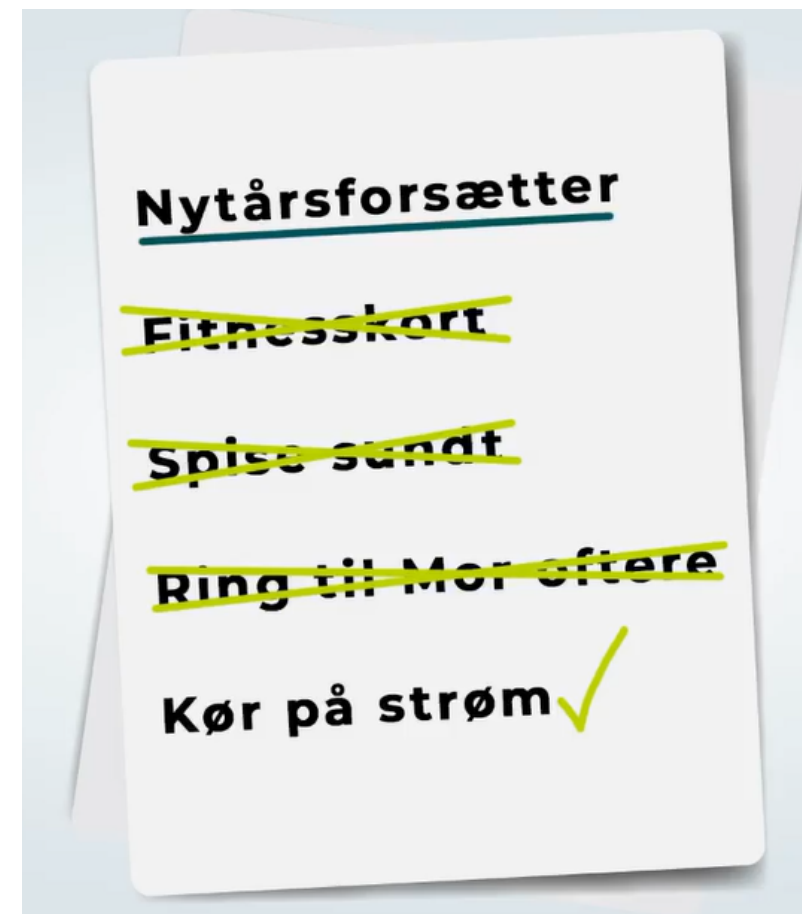 Nytårsforsætter
Fitnesskort
Spise sundt
Ring til Mor oftere
Kør på strøm